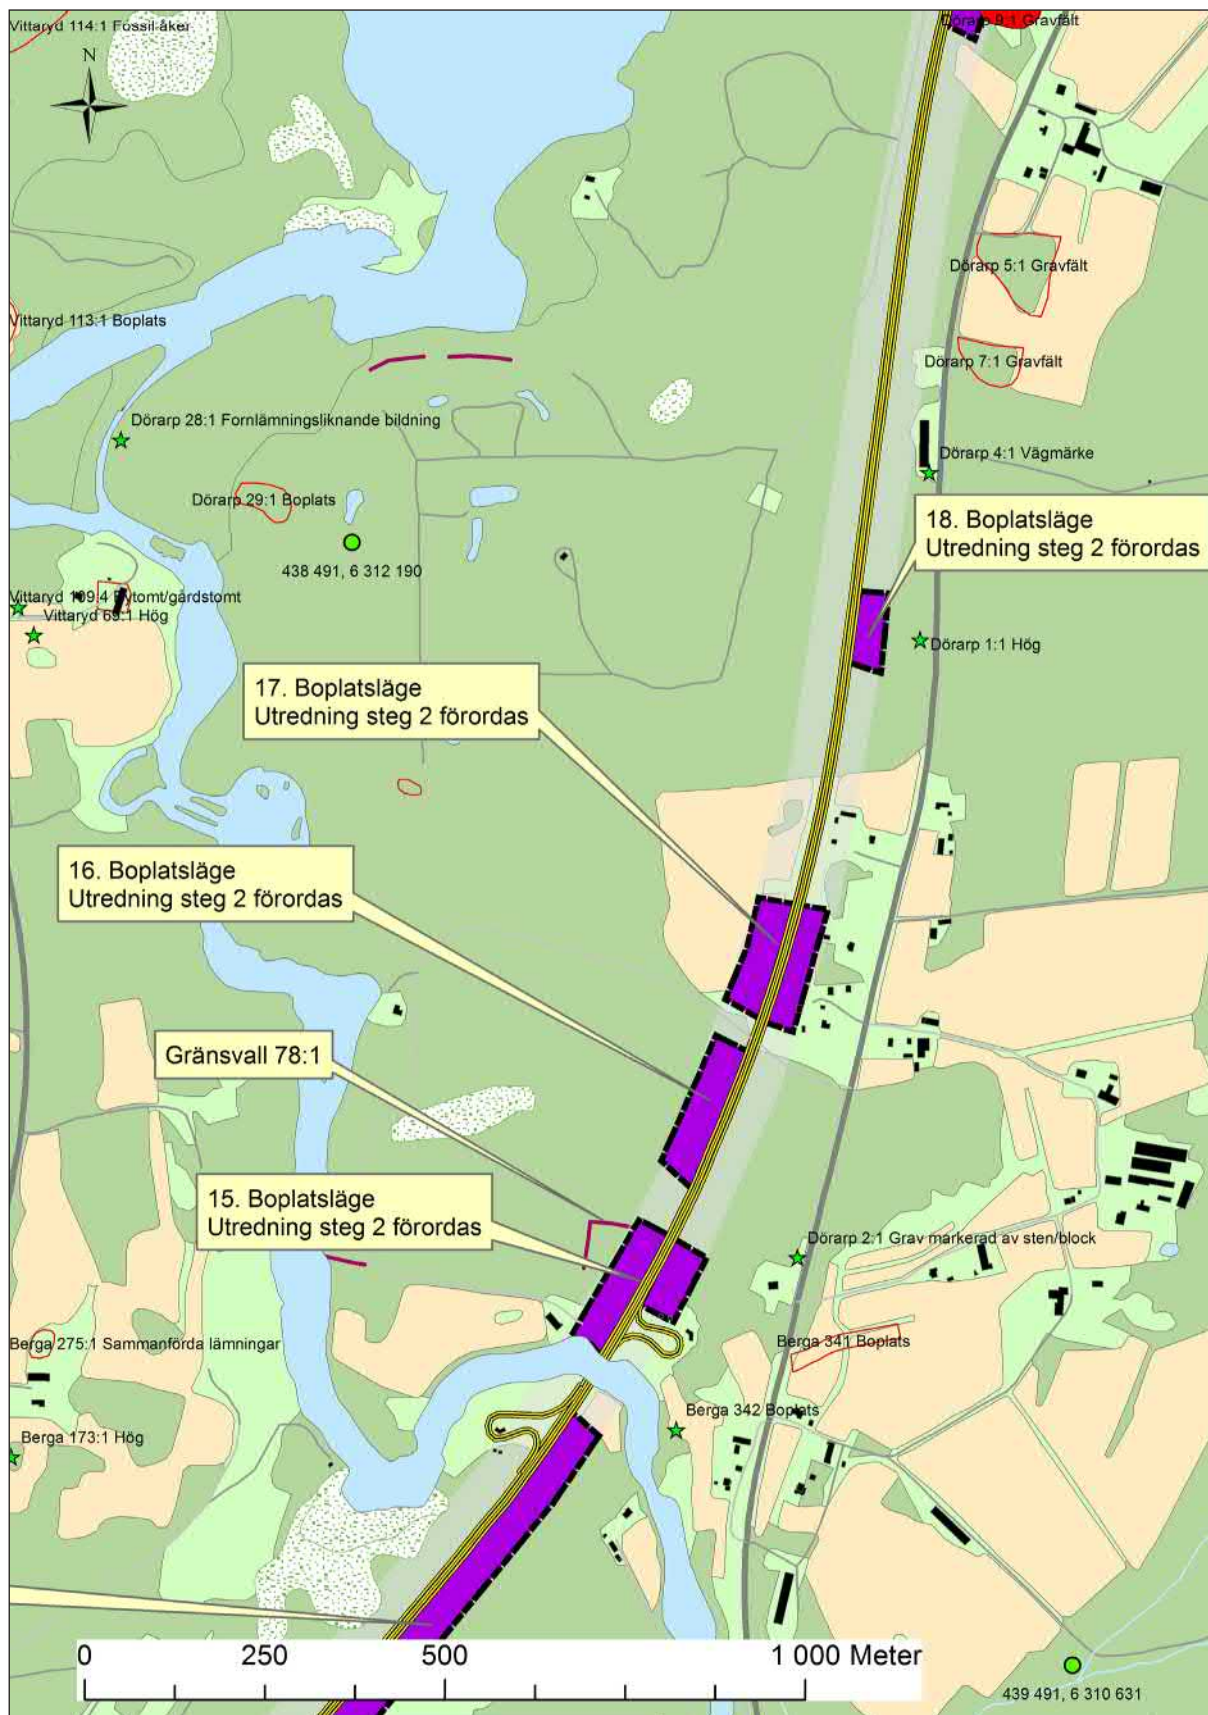 Vittaryd 114:1 Fossil åker
Dörarp 9:1 Gravfält
N
Dörarp 5:1 Gravfält
Vittaryd 113:1 Boplats
Dörarp 7:1 Gravfält
Dörarp 28:1 Fornlämningsliknande bildning
Dörarp 4:1 Vägmärke
Dörarp 29:1 Boplats
18. Boplatsläge
Utredning steg 2 förordas
438 491, 6 312 190
Vittaryd 109:4 Bytomt/gårdstomt
Vittaryd 69:1 Hög
Dörarp 1:1 Hög
17. Boplatsläge
Utredning steg 2 förordas
16. Boplatsläge
Utredning steg 2 förordas
Gränsvall 78:1
15. Boplatsläge
Utredning steg 2 förordas
Dörarp 2:1 Grav markerad av sten/block
Berga 275:1 Sammanförda lämningar
Berga 341 Boplats
Berga 342 Boplats
Berga 173:1 Hög
0 250 500 1 000 Meter
439 491, 6 310 631